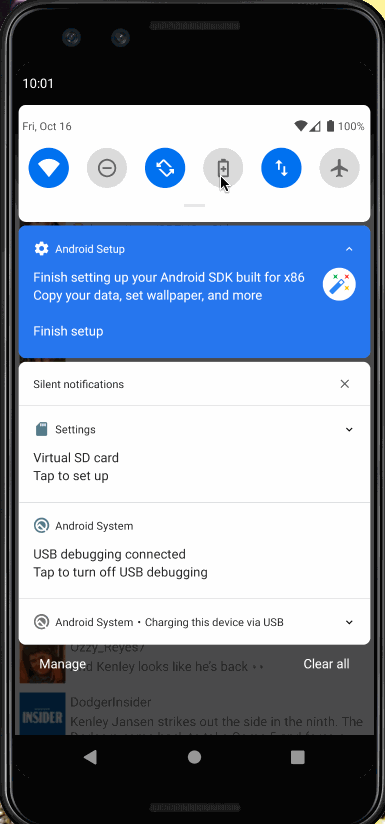 10:01
Fri, Oct 16
100%
Android Setup
Finish setting up your Android SDK built for x86
Copy your data, set wallpaper, and more
Finish setup
Silent notifications
Settings
Virtual SD card
Tap to set up
Android System
USB debugging connected
Tap to turn off USB debugging
Android System • Charging this device via USB
Ozzy_Reyes7
Manage
Kenley looks like he's back
Clear all
DodgerInsider
INSIDER
Kenley Jansen strikes out the side in the ninth. The